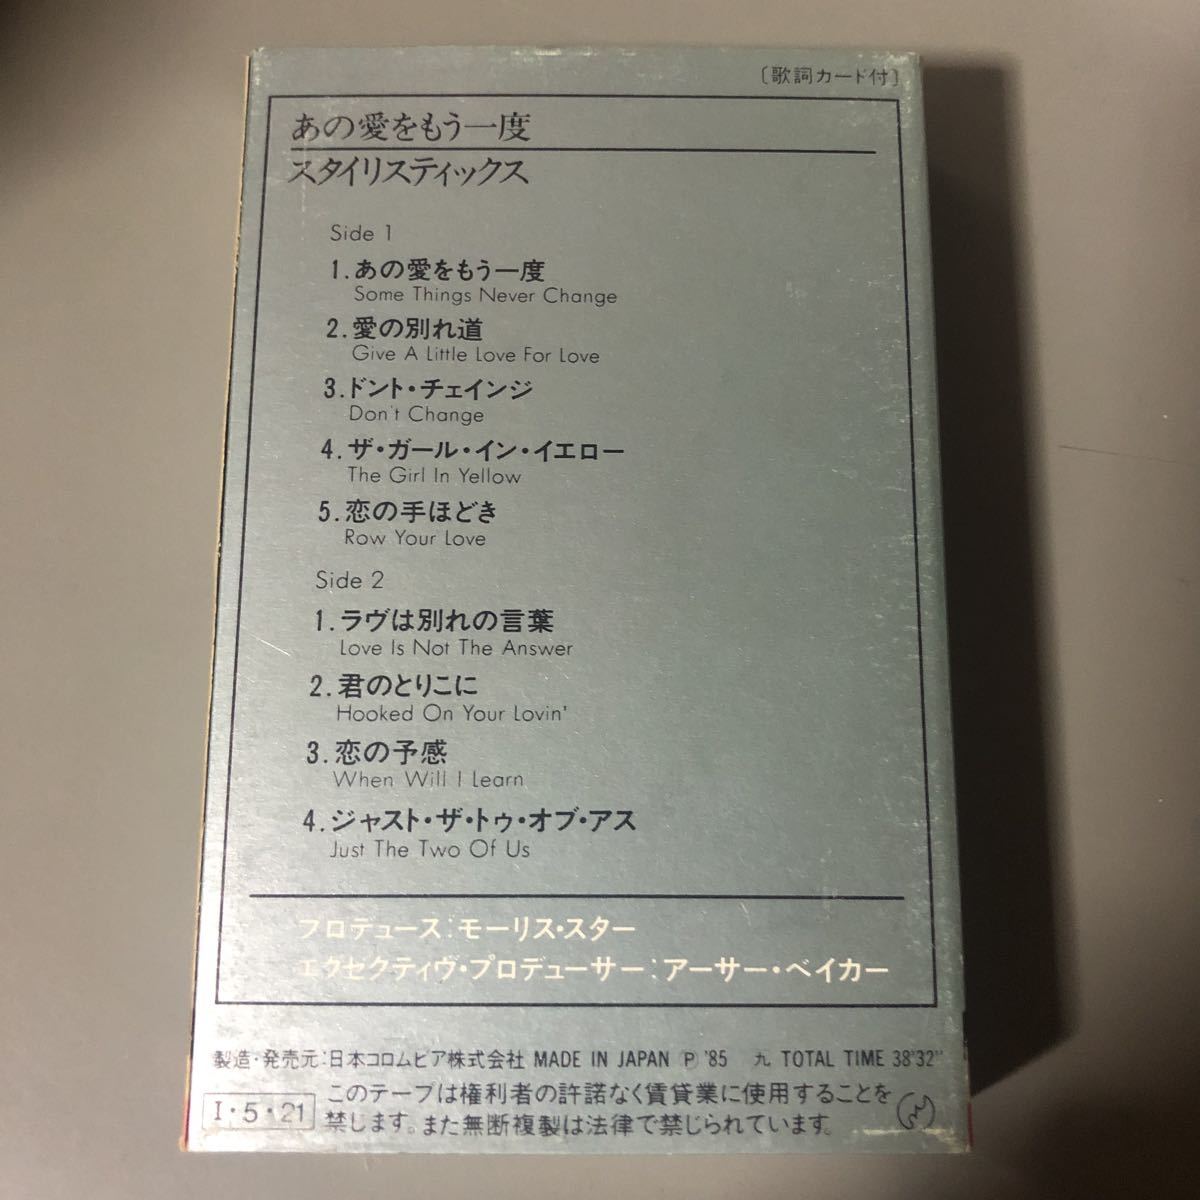 〔歌詞カード付〕
あの愛をもう一度
スタイリスティックス
Side 1
1.あの愛をもう一度
Some Things Never Change
2.愛の別れ道
Give A Little Love For Love
3.ドント・チェインジ
Don't Change
4.ザ・ガール・イン・イエロー
The Girl In Yellow
5.恋の手ほどき
Row Your Love
Side 2
1.ラヴは別れの言葉
Love Is Not The Answer
2.君のとりこに
Hooked On Your Lovin'
3.恋の予感
When Will I Learn
4.ジャスト・ザ・トゥ・オブ・アス
Just The Two Of Us
プロデュース:モーリス・スター
エクセクティヴ・プロデューサー:アーサー・ベイカー
製造・発売元:日本コロムビア株式会社 MADE IN JAPAN Ⓟ '85 九 TOTAL TIME 38'32"
このテープは権利者の許諾なく賃貸業に使用することを
I・5・21 禁します。また無断複製は法律で禁じられています。